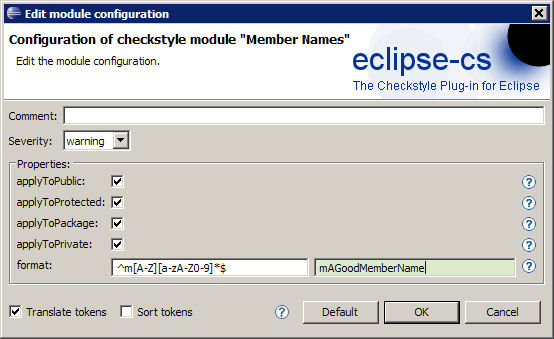 Edit module configuration
Configuration of checkstyle module "Member Names"
Edit the module configuration.
eclipse-cs
The Checkstyle Plug-in for Eclipse
Comment:
Severity: warning
Properties:
applyToPublic:
applyToProtected:
applyToPackage:
applyToPrivate:
format: ^m[A-Z][a-zA-Z0-9]*$ mAGoodMemberName
Translate tokens Sort tokens ? Default OK Cancel